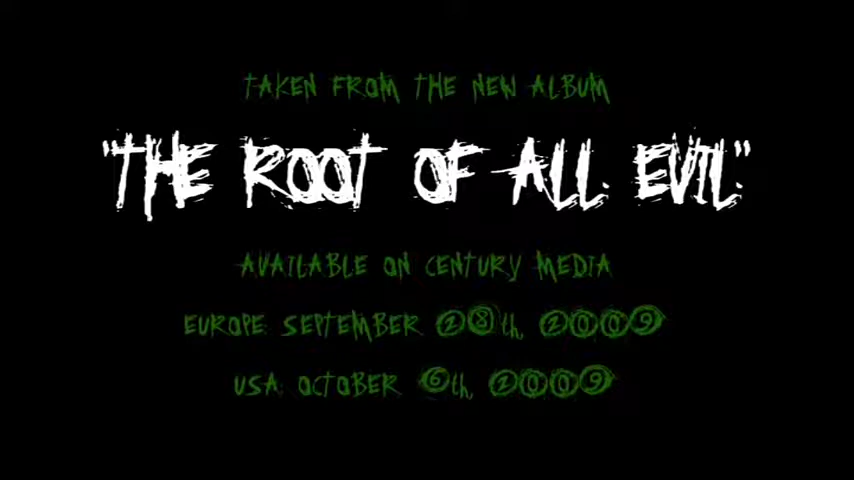 TAKEN FROM THE NEW ALBUM
"THE ROOT OF ALL EVIL"
AVAILABLE ON CENTURY MEDIA
EUROPE: SEPTEMBER 28th, 2009
USA: OCTOBER 6th, 2009